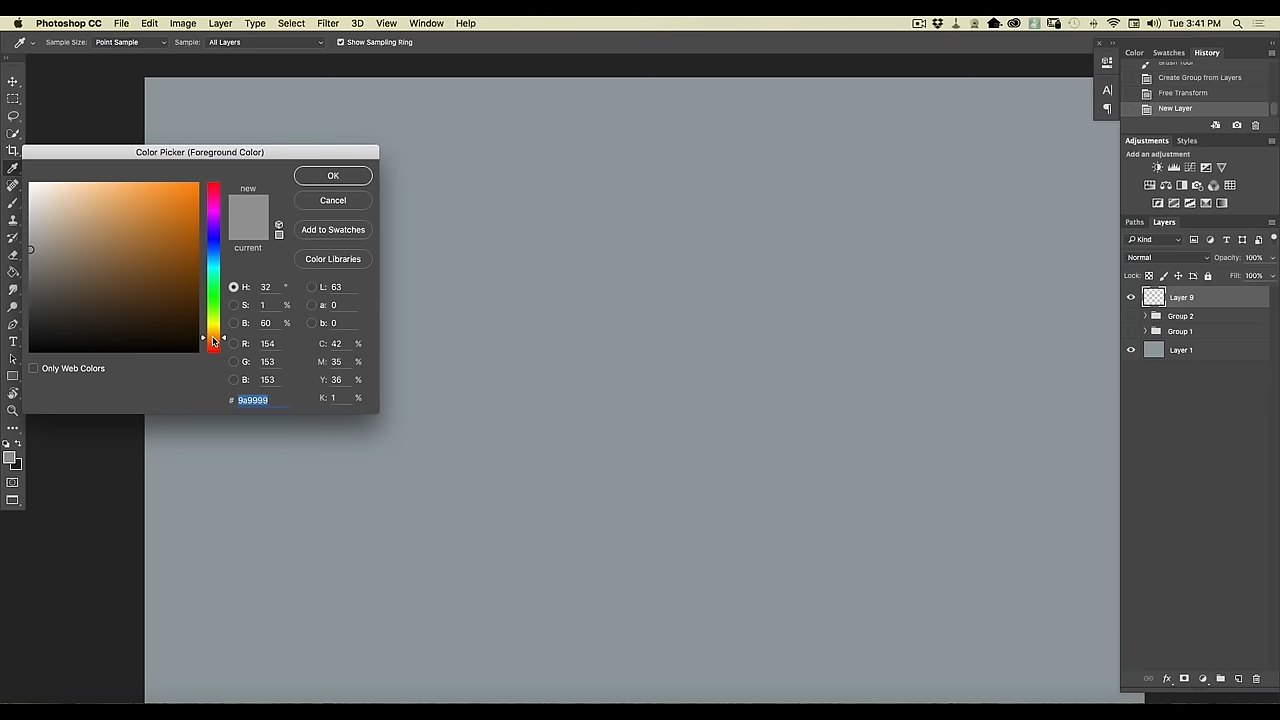 Photoshop CC File Edit Image Layer Type Select Filter 3D View Window Help Tue 3:41 PM
Sample Size: Point Sample Sample: All Layers Show Sampling Ring
Color Swatches History
Brush Tool
Create Group from Layers
Free Transform
New Layer
Adjustments Styles
Add an adjustment
Paths Layers
Kind
Normal Opacity: 100%
Lock: Fill: 100%
Layer 9
Group 2
Group 1
Layer 1
Color Picker (Foreground Color)
new
current
OK
Cancel
Add to Swatches
Color Libraries
H: 32 ° L: 63
S: 1 % a: 0
B: 60 % b: 0
R: 154 C: 42 %
G: 153 M: 35 %
B: 153 Y: 36 %
# 9a9999 K: 1 %
Only Web Colors